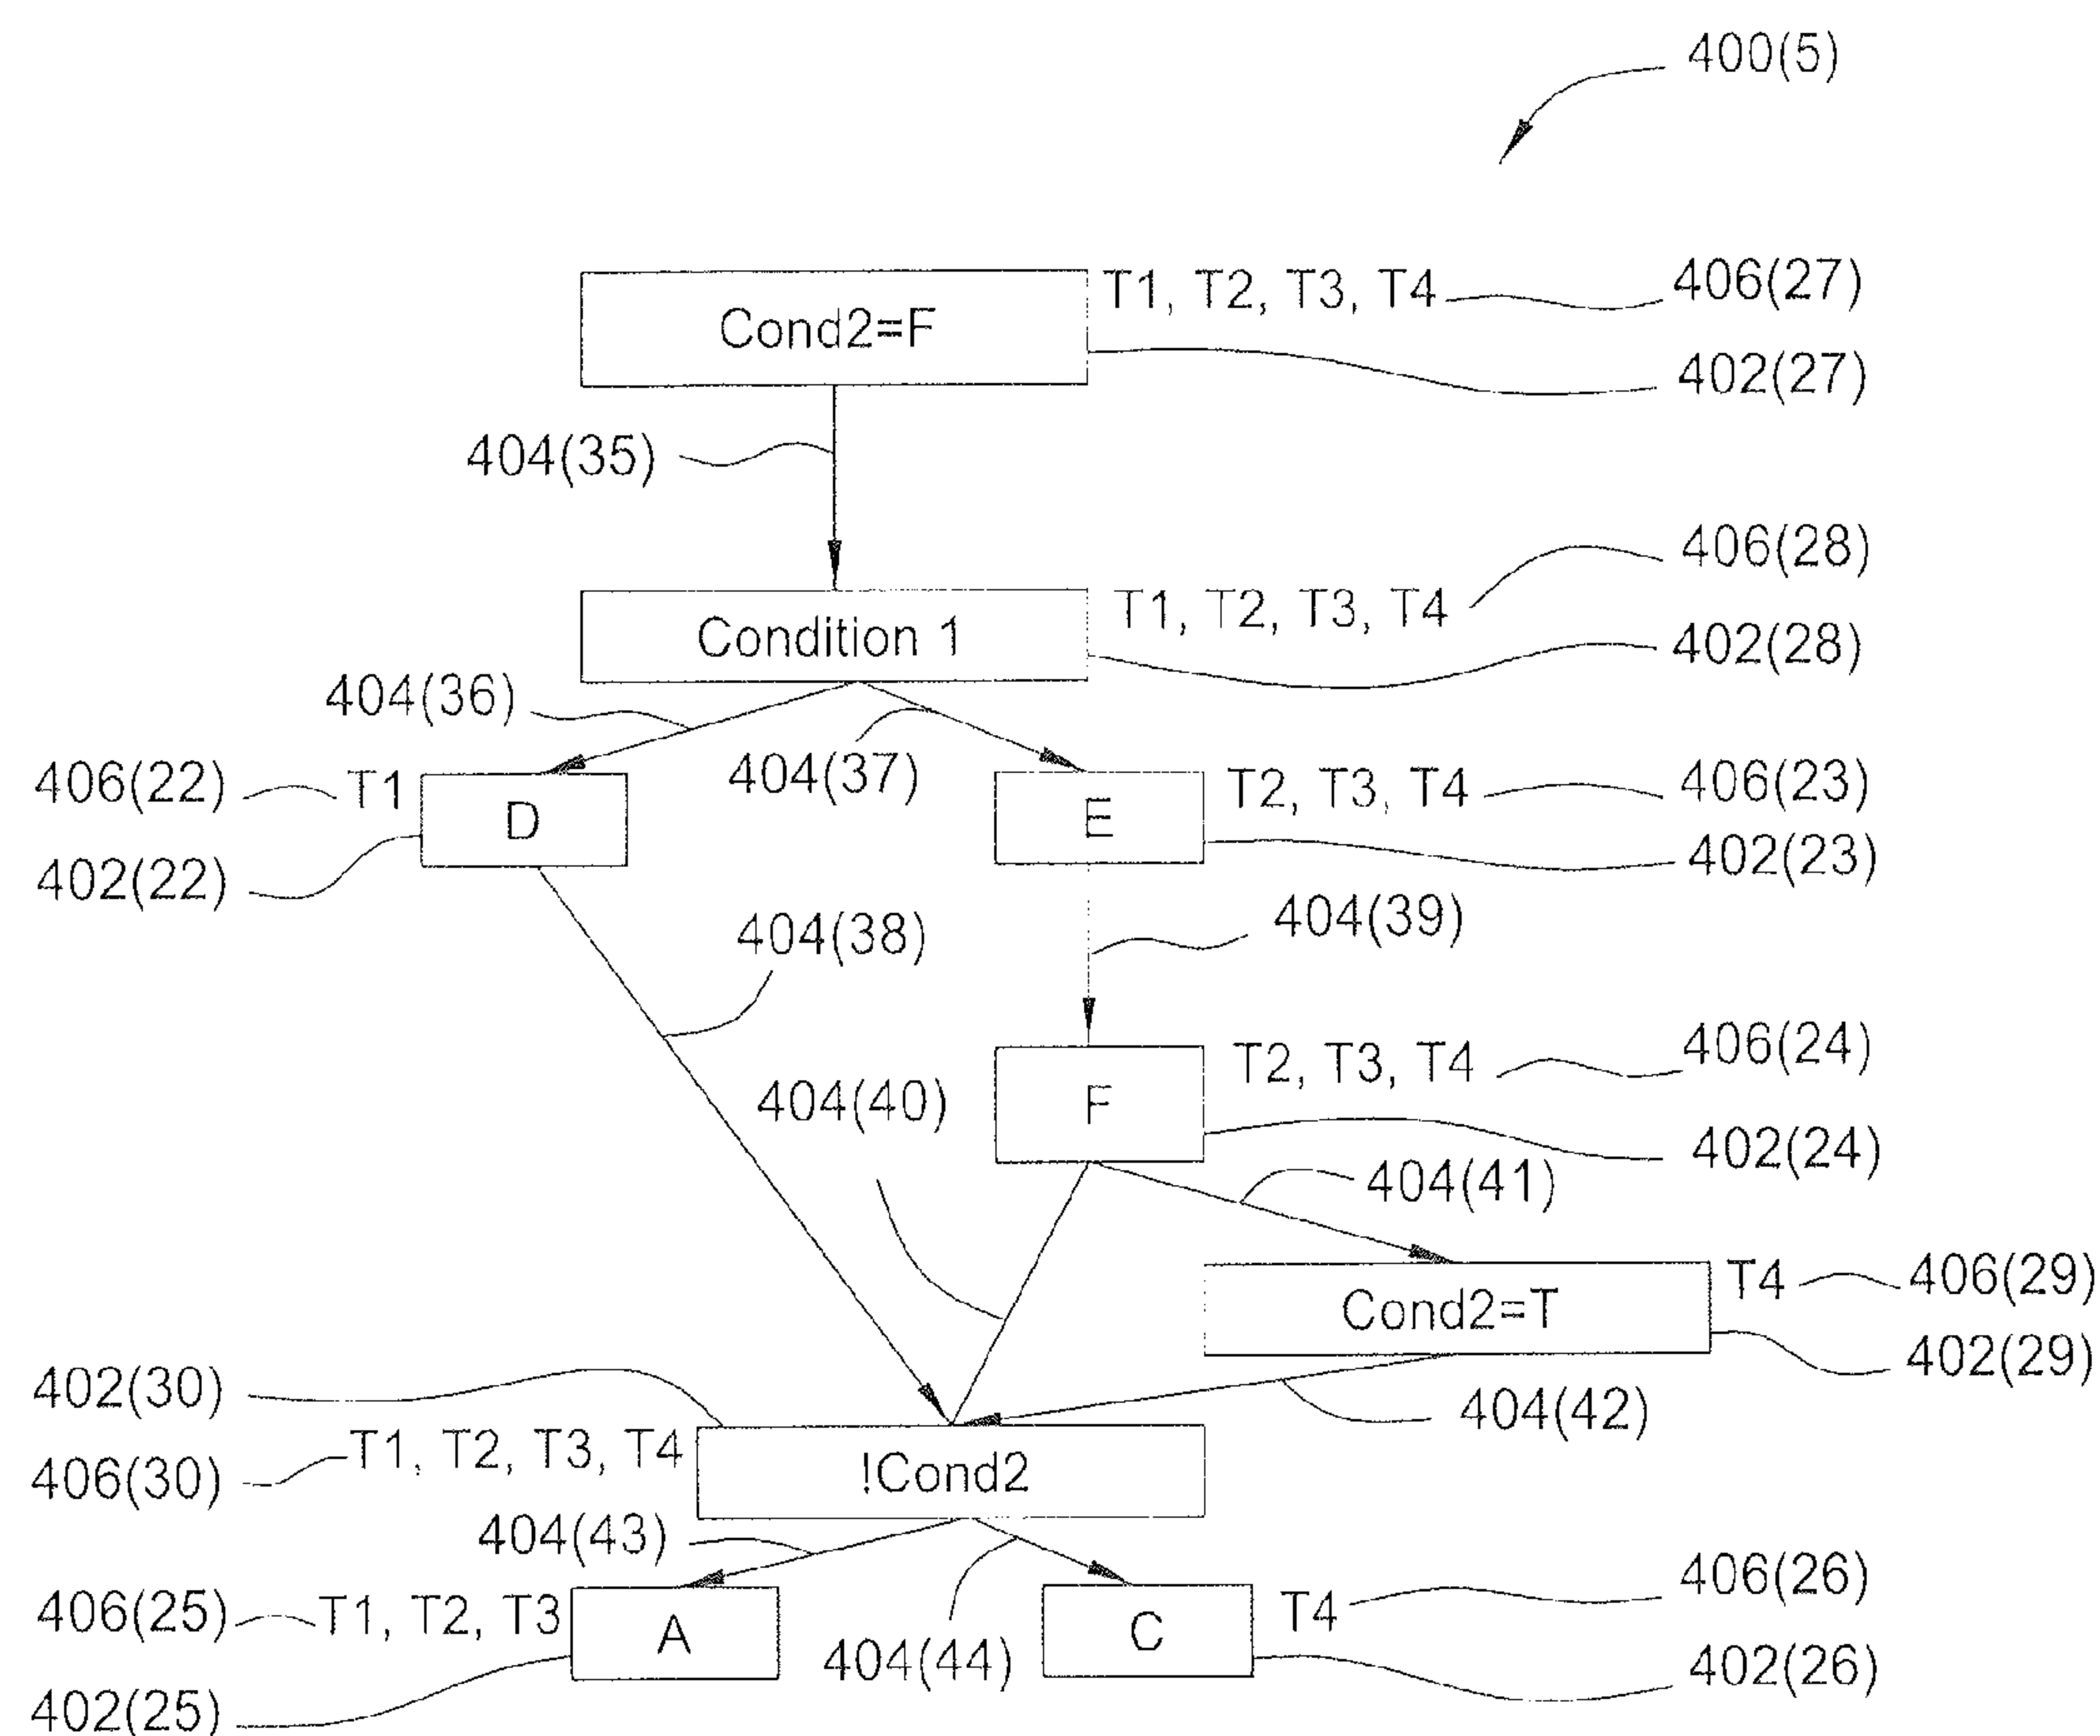 400(5)
Cond2=F
T1, T2, T3, T4
406(27)
402(27)
404(35)
406(28)
Condition 1
T1, T2, T3, T4
402(28)
404(36)
404(37)
406(22)
T1
D
E
T2, T3, T4
406(23)
402(22)
402(23)
404(38)
404(39)
404(40)
F
T2, T3, T4
406(24)
402(24)
404(41)
Cond2=T
T4
406(29)
402(29)
402(30)
404(42)
T1, T2, T3, T4
406(30)
!Cond2
404(43)
406(25)
T1, T2, T3
A
404(44)
C
T4
406(26)
402(25)
402(26)